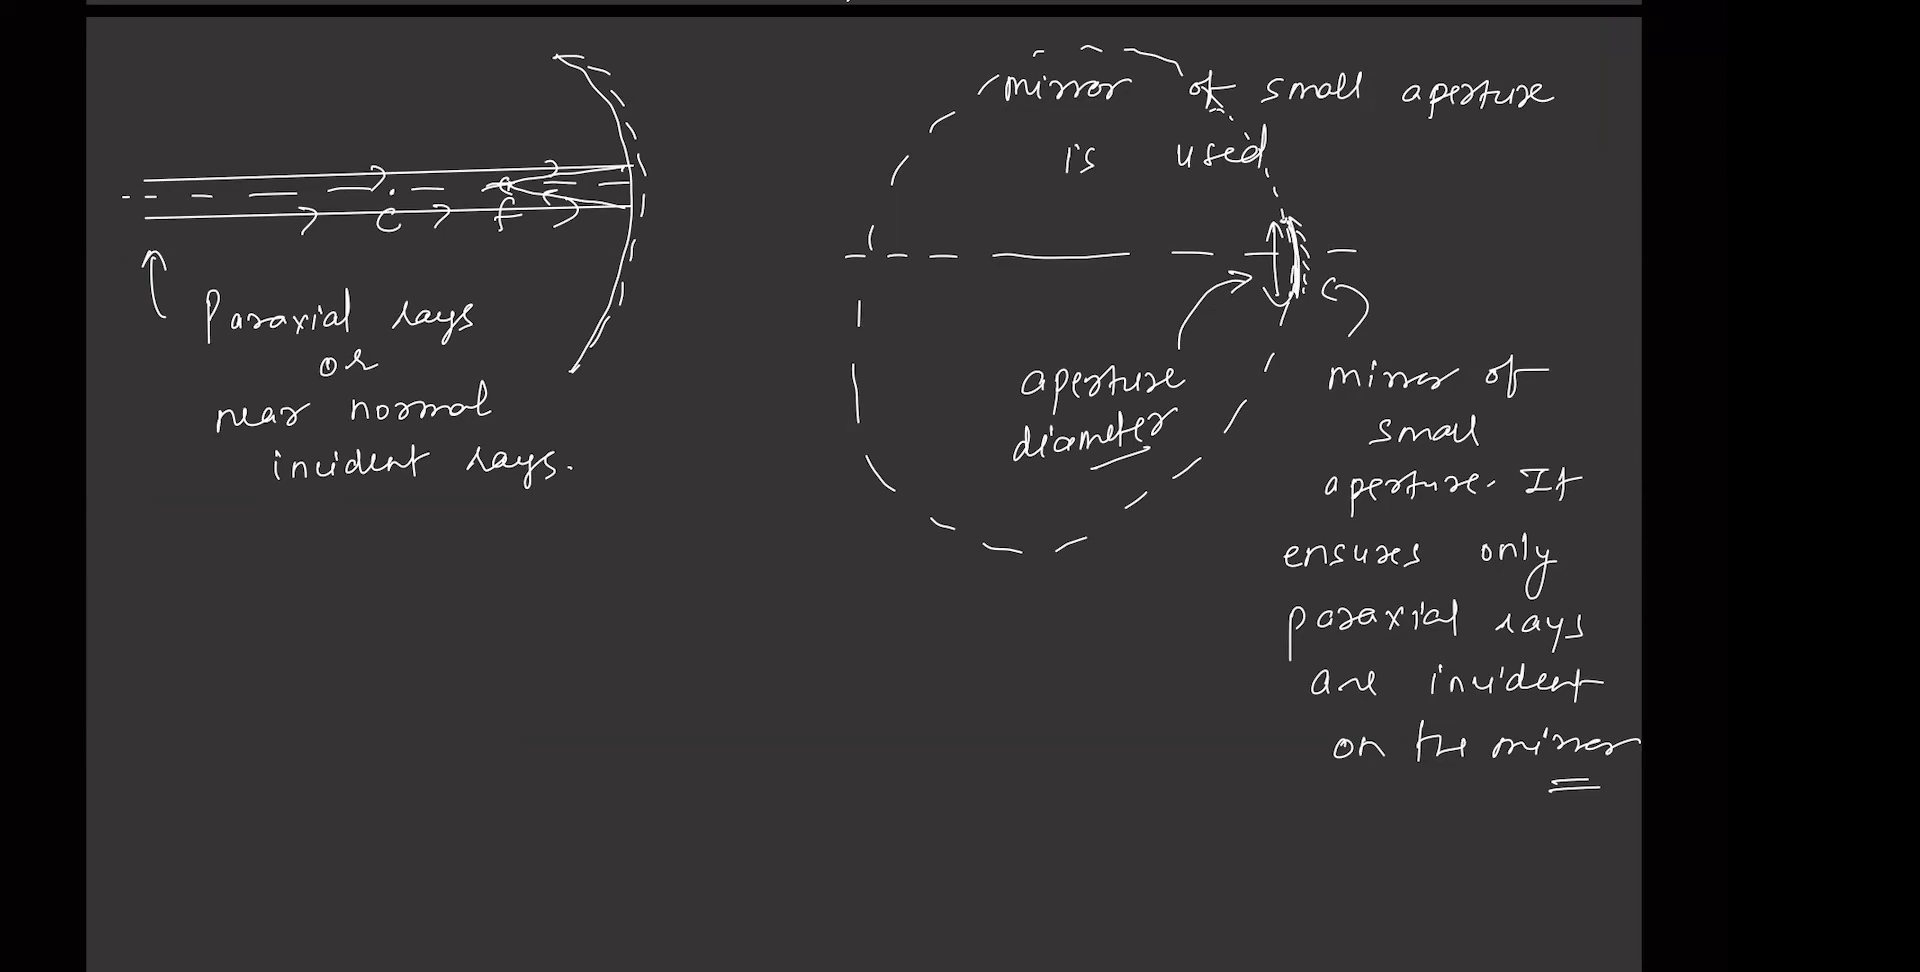 C
f
Paraxial rays
or
near normal
incident rays.
mirror of small aperture
is used
aperture
diameter
mirror of
small
aperture. It
ensures only
paraxial rays
are incident
on the mirror